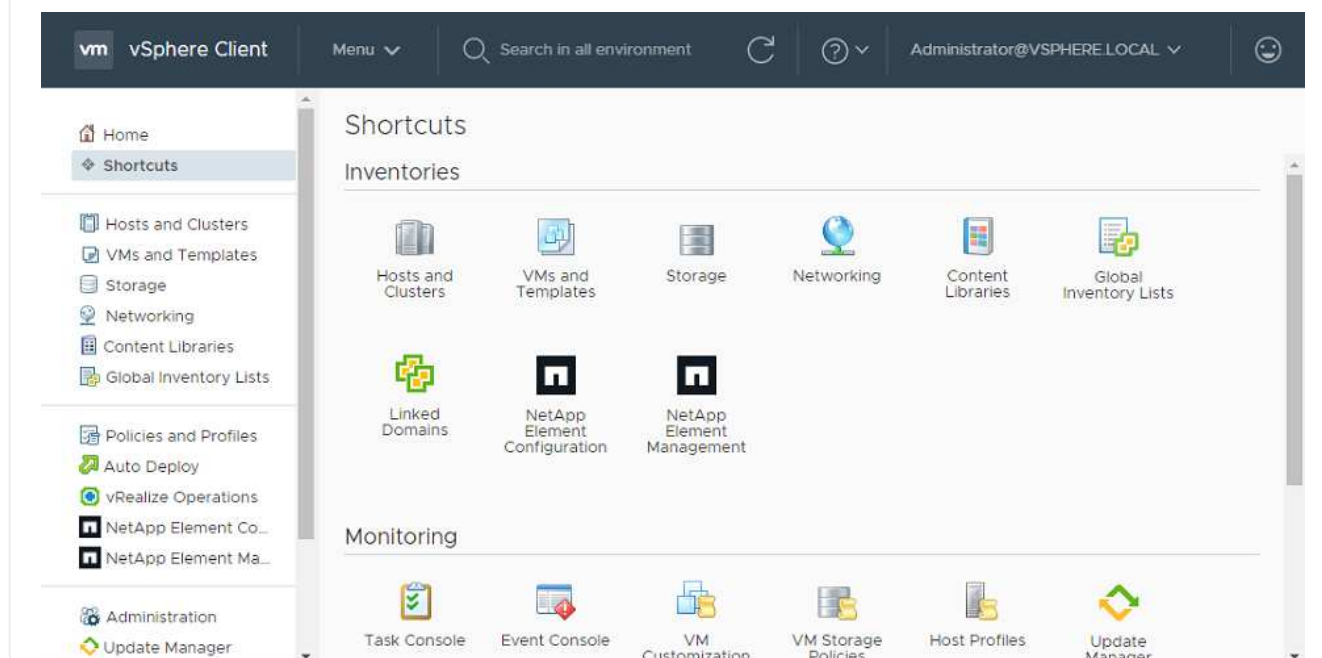 vm vSphere Client Menu Search in all environment Administrator@VSPHERE.LOCAL
Home
Shortcuts
Hosts and Clusters
VMs and Templates
Storage
Networking
Content Libraries
Global Inventory Lists
Policies and Profiles
Auto Deploy
vRealize Operations
NetApp Element Co...
NetApp Element Ma...
Administration
Update Manager
Shortcuts
Inventories
Hosts and
Clusters
VMs and
Templates
Storage
Networking
Content
Libraries
Global
Inventory Lists
Linked
Domains
NetApp
Element
Configuration
NetApp
Element
Management
Monitoring
Task Console
Event Console
VM
Customization
VM Storage
Policies
Host Profiles
Update
Manager